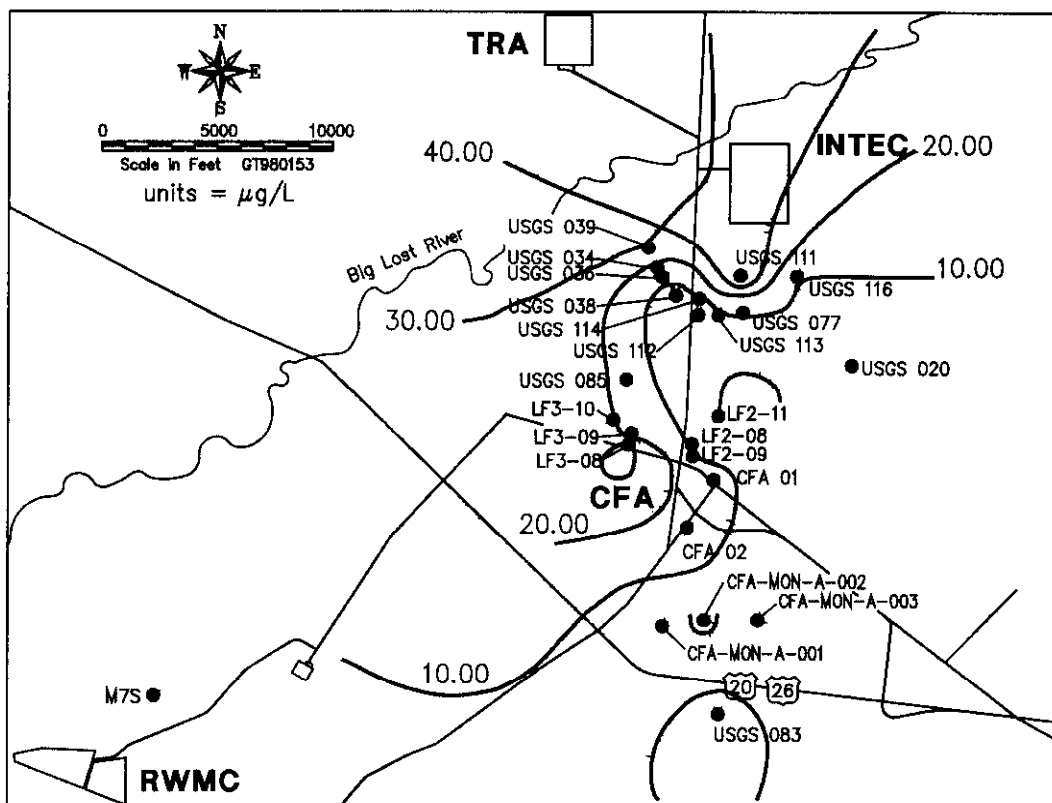 N
W E
S
0 5000 10000
Scale in Feet GT980153
units = µg/L
TRA
INTEC
40.00
20.00
USGS 039
Big Lost River
USGS 034
USGS 036
USGS 111
10.00
USGS 116
30.00
USGS 038
USGS 114
USGS 077
USGS 112
USGS 113
USGS 085
USGS 020
LF3-10
LF2-11
LF3-09
LF2-08
LF3-08
LF2-09
CFA 01
CFA
20.00
CFA 02
CFA-MON-A-002
CFA-MON-A-003
CFA-MON-A-001
10.00
20 26
M7S
USGS 083
RWMC